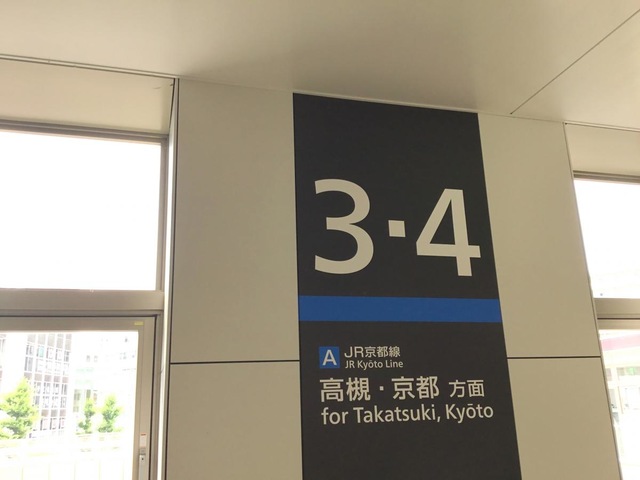 3·4
A JR京都線
JR Kyōto Line
高槻・京都 方面
for Takatsuki, Kyōto